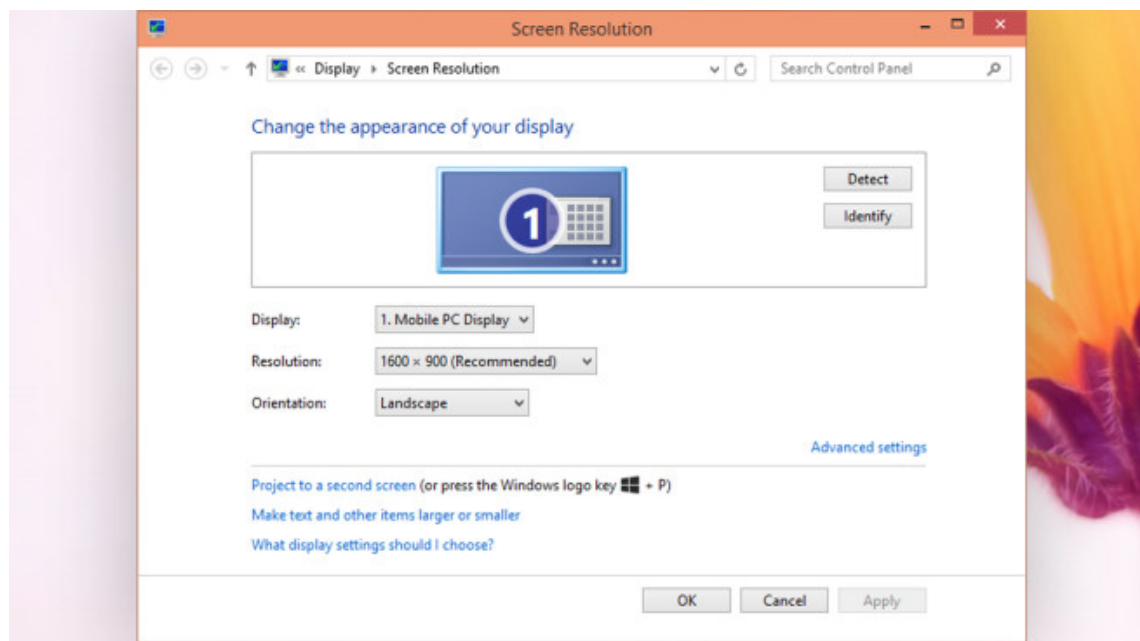 Screen Resolution
« Display ▸ Screen Resolution
Search Control Panel
Change the appearance of your display
1
Detect
Identify
Display: 1. Mobile PC Display
Resolution: 1600 × 900 (Recommended)
Orientation: Landscape
Advanced settings
Project to a second screen (or press the Windows logo key + P)
Make text and other items larger or smaller
What display settings should I choose?
OK Cancel Apply